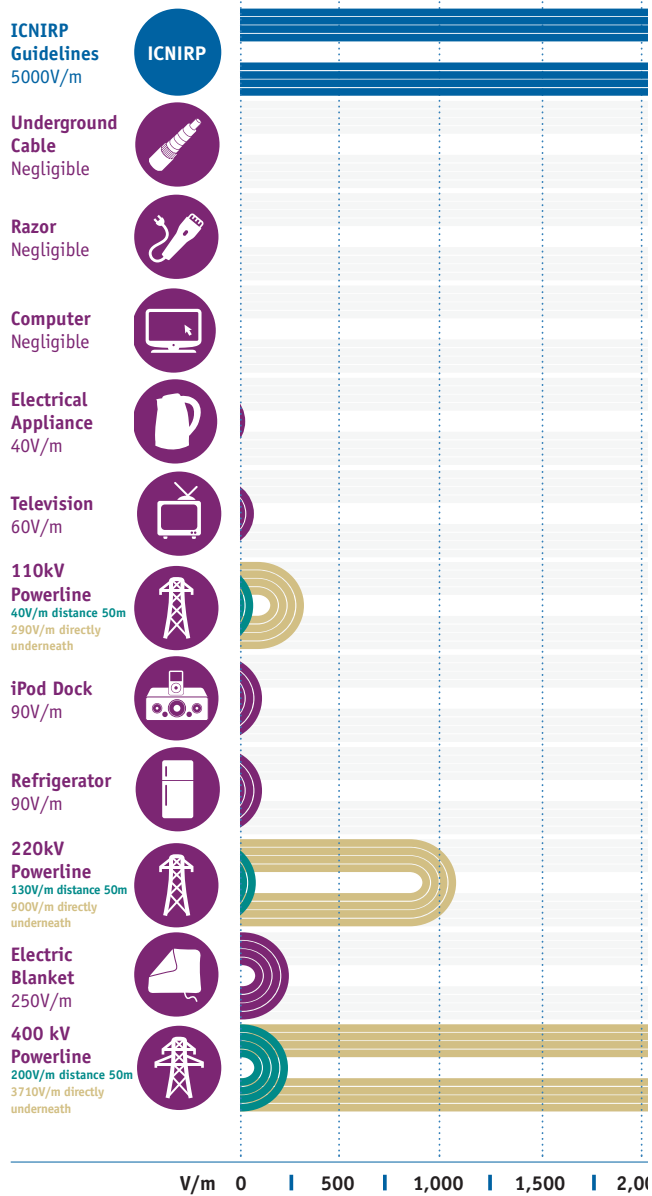 ICNIRP
Guidelines
5000V/m
ICNIRP
Underground
Cable
Negligible
Razor
Negligible
Computer
Negligible
Electrical
Appliance
40V/m
Television
60V/m
110kV
Powerline
40V/m distance 50m
290V/m directly
underneath
iPod Dock
90V/m
Refrigerator
90V/m
220kV
Powerline
130V/m distance 50m
900V/m directly
underneath
Electric
Blanket
250V/m
400 kV
Powerline
200V/m distance 50m
3710V/m directly
underneath
V/m 0 500 1,000 1,500